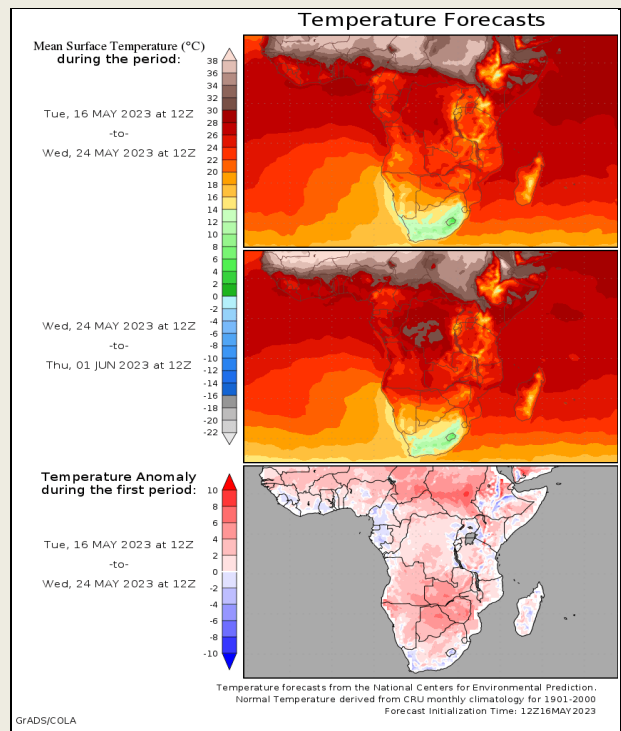 Temperature Forecasts
Mean Surface Temperature (°C)
during the period:
Tue, 16 MAY 2023 at 12Z
-to-
Wed, 24 MAY 2023 at 12Z
38
36
34
32
30
28
26
24
22
20
18
16
14
12
10
8
6
4
2
0
-2
-4
-6
-8
-10
-12
-14
-16
-18
-20
-22
Wed, 24 MAY 2023 at 12Z
-to-
Thu, 01 JUN 2023 at 12Z
Temperature Anomaly
during the first period:
Tue, 16 MAY 2023 at 12Z
-to-
Wed, 24 MAY 2023 at 12Z
10
8
6
4
2
0
-2
-4
-6
-8
-10
Temperature forecasts from the National Centers for Environmental Prediction.
Normal Temperature derived from CRU monthly climatology for 1901-2000
Forecast Initialization Time: 12Z16MAY2023
GrADS/COLA